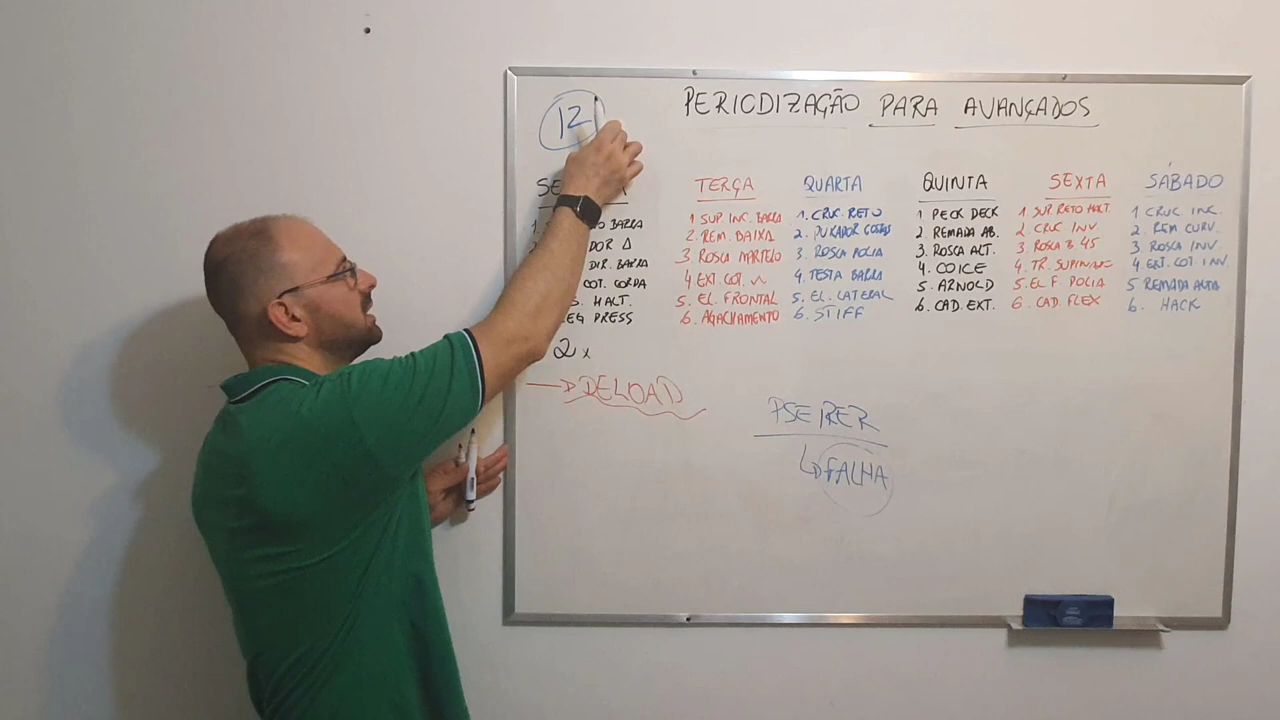 PERIODIZAÇÃO PARA AVANÇADOS
12
SE
BARRA
DOR Δ
DIR. BARRA
COT. CORDA
HALT.
EG PRESS
2x
→ DELOAD
TERÇA
1 SUP. INC. BARRA
2. REM. BAIXA
3 ROSCA MARTELO
4. EXT. COT. ^
5. EL. FRONTAL
6. AGACHAMENTO
QUARTA
1. CRUC. RETO
2. PUXADOR COSTAS
3. ROSCA POLIA
4. TESTA BARRA
5. EL. LATERAL
6. STIFF
QUINTA
1 PECK DECK
2. REMADA AB.
3. ROSCA ALT.
4. COICE
5. ARNOLD
6. CAD. EXT.
SEXTA
1 SUP. RETO HALT.
2 CRUC INV.
3. ROSCA B 45
4. TR. SUPINADO
5. EL F POLIA
6. CAD. FLEX
SÁBADO
1 CRUC. INC.
2. REM. CURV.
3 ROSCA INV.
4. EXT. COT. INV.
5 REMADA ALTA
6. HACK
PSE RER
↳ FALHA